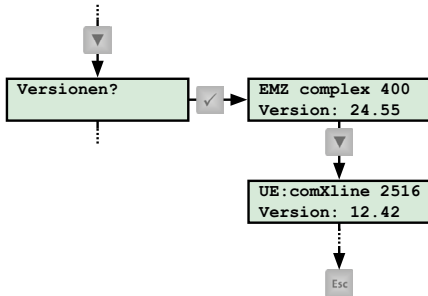 Versionen?
EMZ complex 400
Version: 24.55
UE:comXline 2516
Version: 12.42
Esc